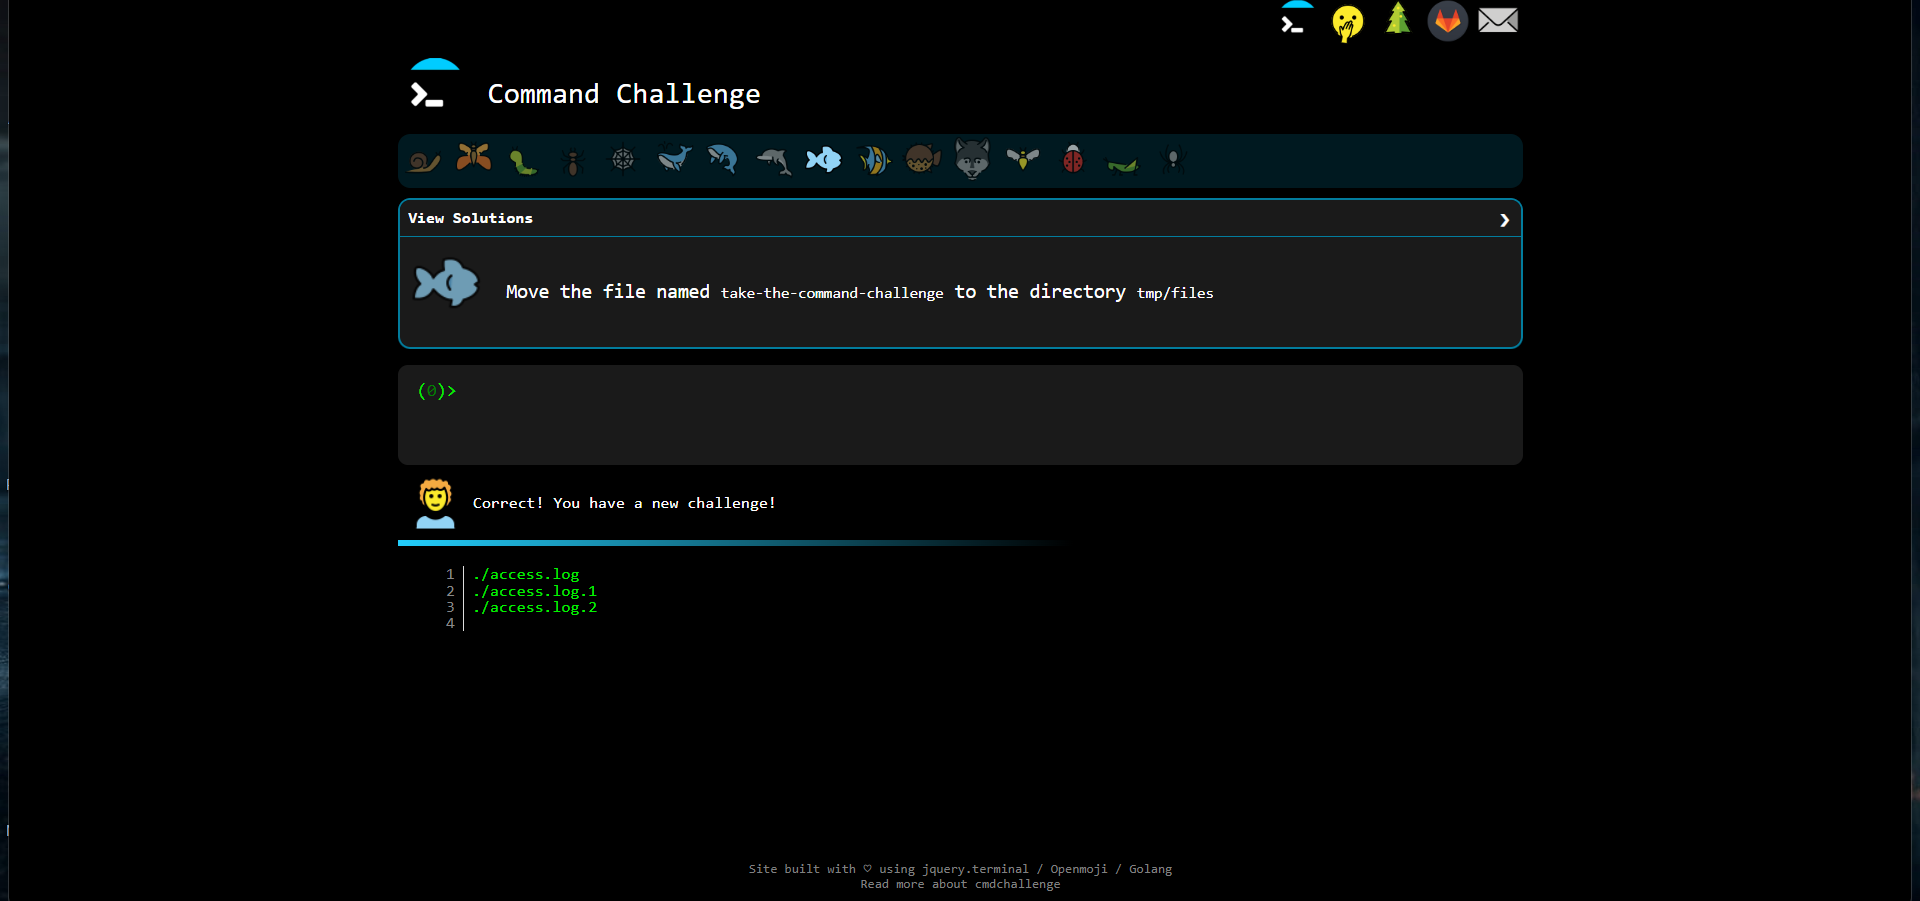 Command Challenge
View Solutions
Move the file named take-the-command-challenge to the directory tmp/files
(0)>
Correct! You have a new challenge!
1 ./access.log
2 ./access.log.1
3 ./access.log.2
4
Site built with ♡ using jquery.terminal / Openmoji / Golang
Read more about cmdchallenge